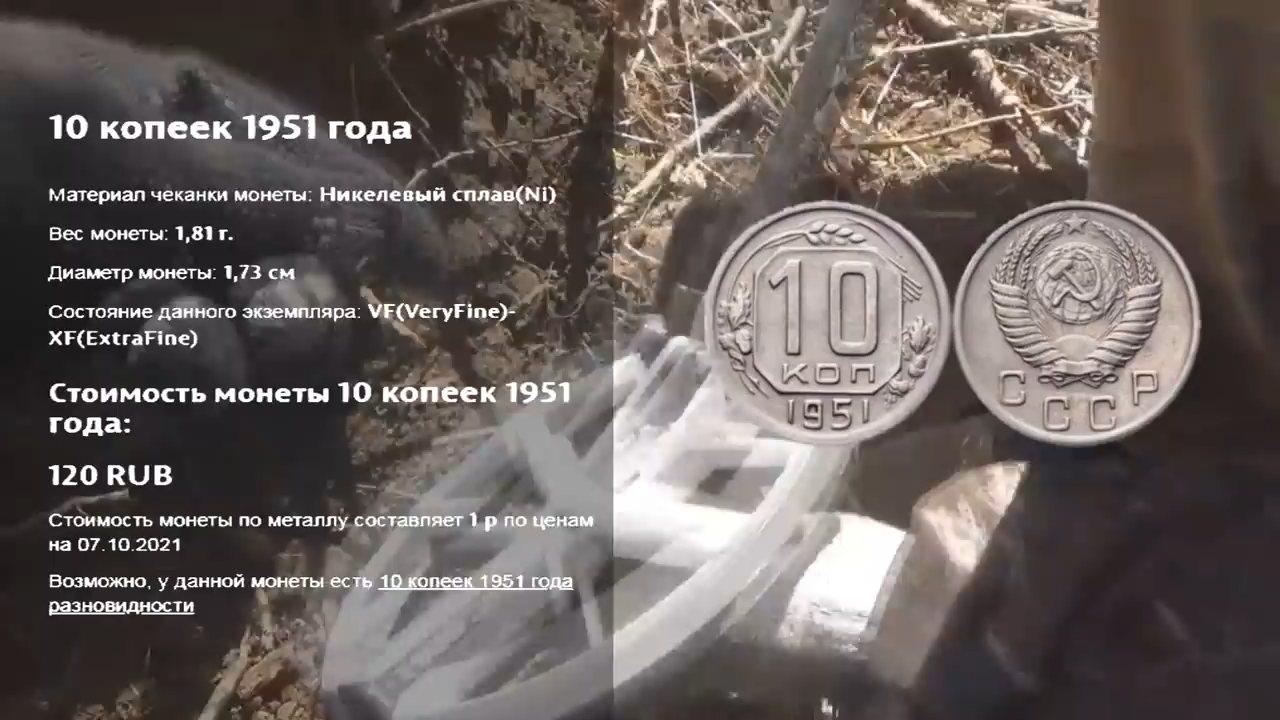 10 копеек 1951 года
Материал чеканки монеты: Никелевый сплав(Ni)
Вес монеты: 1,81 г.
Диаметр монеты: 1,73 см
Состояние данного экземпляра: VF(VeryFine)-
XF(ExtraFine)
Стоимость монеты 10 копеек 1951
года:
120 RUB
Стоимость монеты по металлу составляет 1 р по ценам
на 07.10.2021
Возможно, у данной монеты есть 10 копеек 1951 года
разновидности
10
КОП
1951
СССР